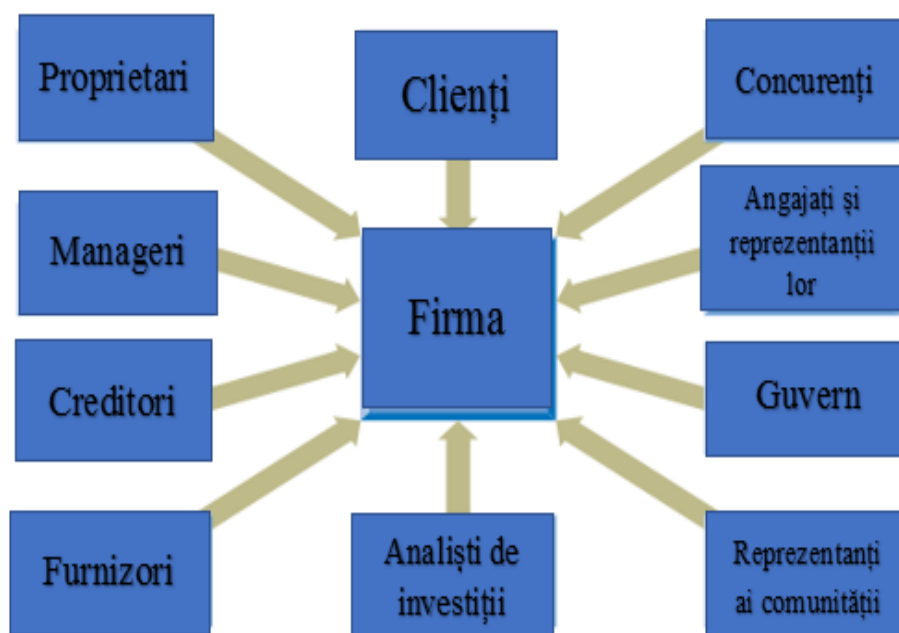 Proprietari
Clienți
Concurenți
Manageri
Angajați și
reprezentanții
lor
Firma
Creditori
Guvern
Furnizori
Analiști de
investiții
Reprezentanți
ai comunității